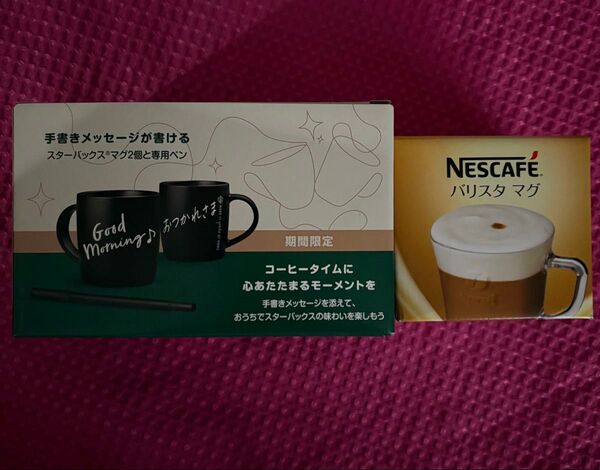 手書きメッセージが書ける
スターバックス®マグ2個と専用ペン
Good
Morning♪
おつかれさま
期間限定
コーヒータイムに
心あたたまるモーメントを
手書きメッセージを添えて、
おうちでスターバックスの味わいを楽しもう
NESCAFÉ®
バリスタ マグ